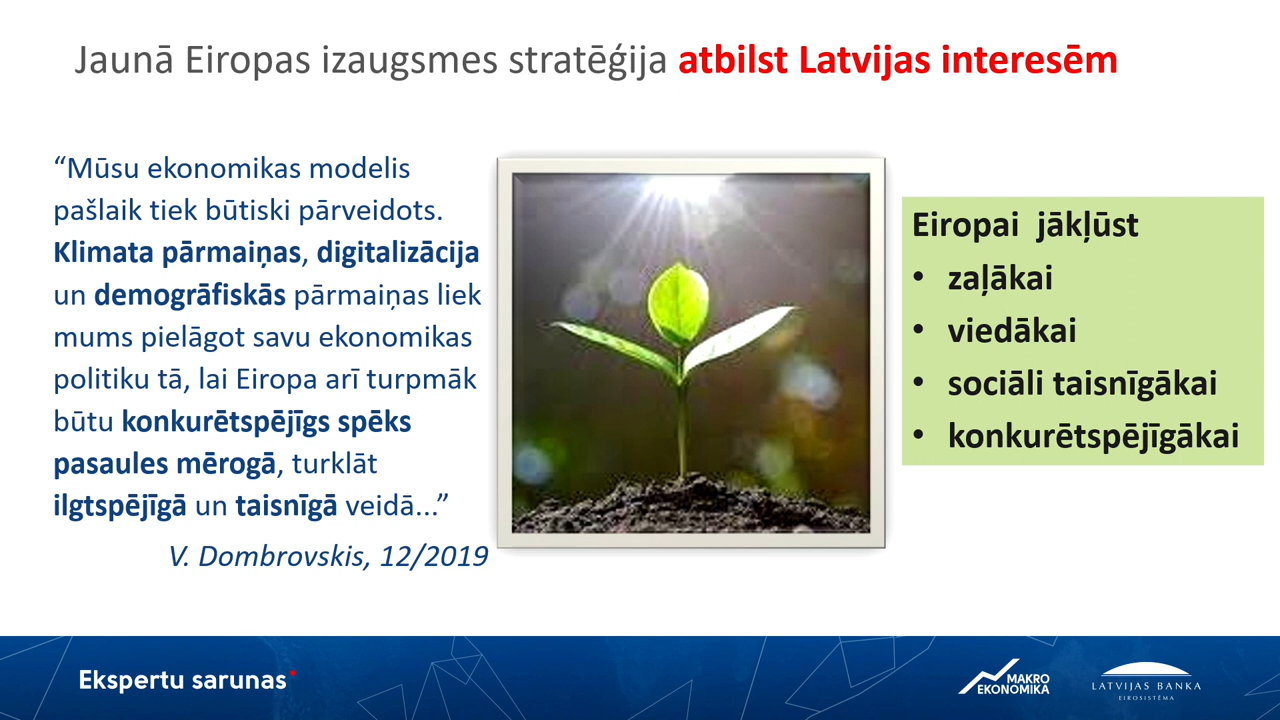 Jaunā Eiropas izaugsmes stratēģija atbilst Latvijas interesēm
“Mūsu ekonomikas modelis
pašlaik tiek būtiski pārveidots.
Klimata pārmaiņas, digitalizācija
un demogrāfiskās pārmaiņas liek
mums pielāgot savu ekonomikas
politiku tā, lai Eiropa arī turpmāk
būtu konkurētspējīgs spēks
pasaules mērogā, turklāt
ilgtspējīgā un taisnīgā veidā...”
V. Dombrovskis, 12/2019
Eiropai jākļūst
• zaļākai
• viedākai
• sociāli taisnīgākai
• konkurētspējīgākai
Ekspertu sarunas
MAKRO
EKONOMIKA
LATVIJAS BANKA
EIROSISTĒMA